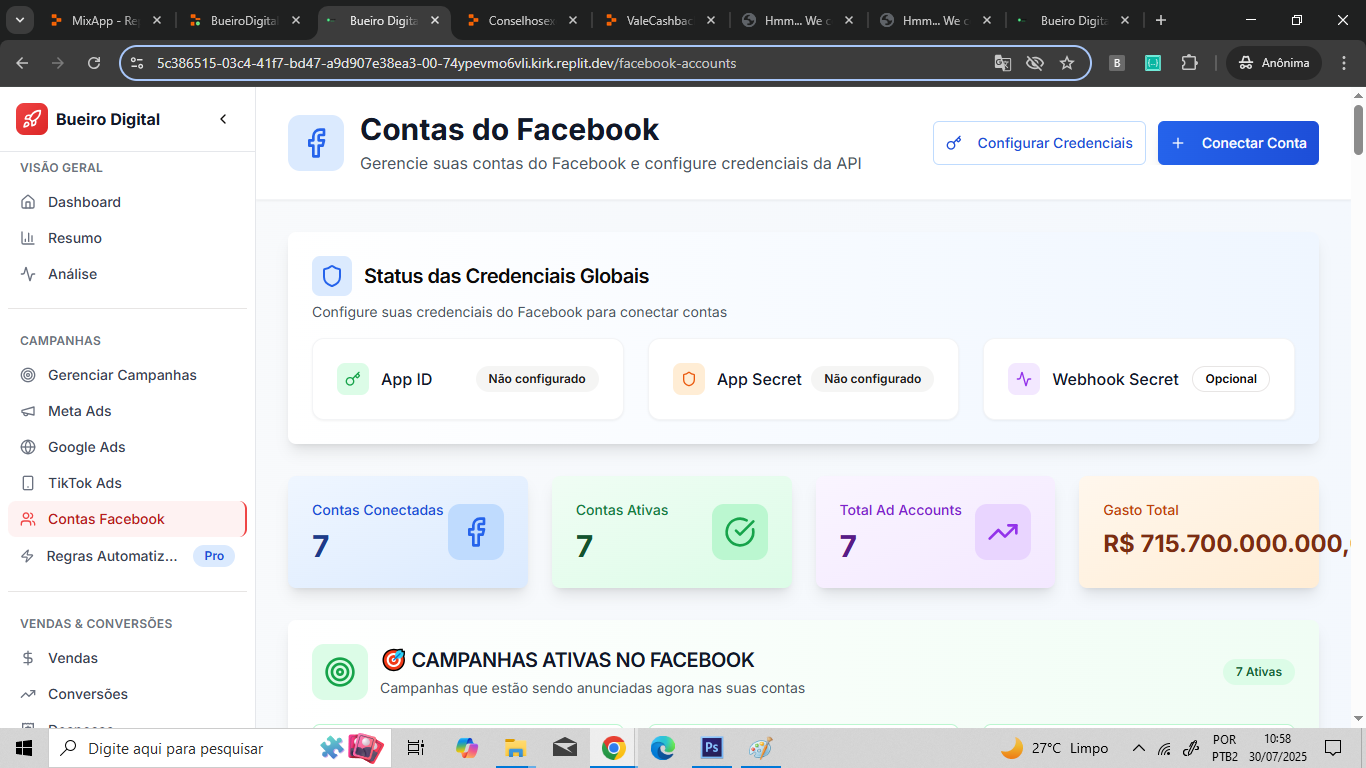 MixApp - Re
BueiroDigital
Bueiro Digita
Conselhosex
ValeCashbac
Hmm... We c
Hmm... We c
Bueiro Digita
5c386515-03c4-41f7-bd47-a9d907e38ea3-00-74ypevmo6vli.kirk.replit.dev/facebook-accounts
B
Anônima
Bueiro Digital
VISÃO GERAL
Dashboard
Resumo
Análise
CAMPANHAS
Gerenciar Campanhas
Meta Ads
Google Ads
TikTok Ads
Contas Facebook
Regras Automatiz... Pro
VENDAS & CONVERSÕES
Vendas
Conversões
Contas do Facebook
Gerencie suas contas do Facebook e configure credenciais da API
Configurar Credenciais
+ Conectar Conta
Status das Credenciais Globais
Configure suas credenciais do Facebook para conectar contas
App ID Não configurado
App Secret Não configurado
Webhook Secret Opcional
Contas Conectadas
7
Contas Ativas
7
Total Ad Accounts
7
Gasto Total
R$ 715.700.000.000,
🎯 CAMPANHAS ATIVAS NO FACEBOOK
Campanhas que estão sendo anunciadas agora nas suas contas
7 Ativas
Digite aqui para pesquisar
Ps
27°C Limpo
POR
PTB2
10:58
30/07/2025